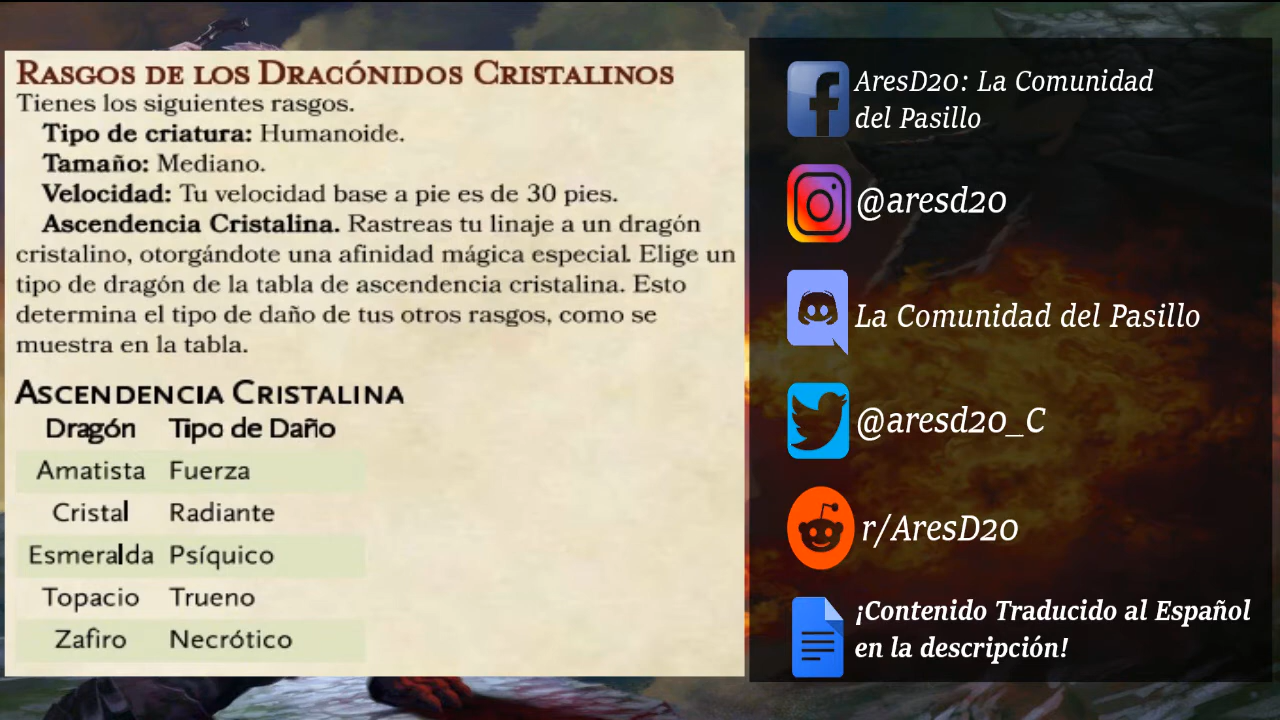 Rasgos de los Dracónidos Cristalinos
Tienes los siguientes rasgos.
Tipo de criatura: Humanoide.
Tamaño: Mediano.
Velocidad: Tu velocidad base a pie es de 30 pies.
Ascendencia Cristalina. Rastreas tu linaje a un dragón
cristalino, otorgándote una afinidad mágica especial. Elige un
tipo de dragón de la tabla de ascendencia cristalina. Esto
determina el tipo de daño de tus otros rasgos, como se
muestra en la tabla.
Ascendencia Cristalina
Dragón Tipo de Daño
Amatista Fuerza
Cristal Radiante
Esmeralda Psíquico
Topacio Trueno
Zafiro Necrótico
AresD20: La Comunidad
del Pasillo
@aresd20
La Comunidad del Pasillo
@aresd20_C
r/AresD20
¡Contenido Traducido al Español
en la descripción!